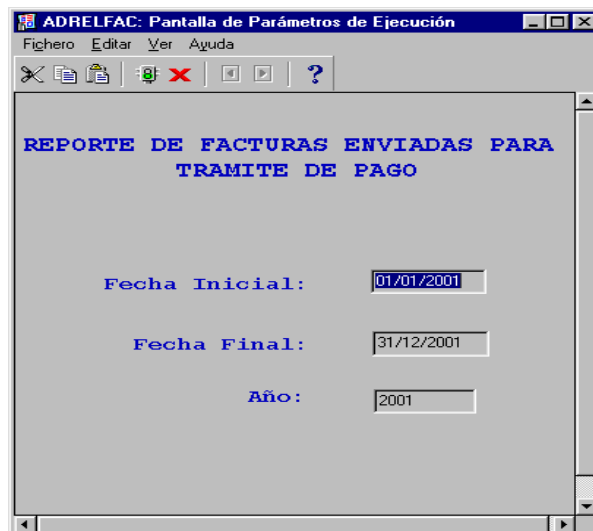 ADRELFAC: Pantalla de Parámetros de Ejecución
Fichero Editar Ver Ayuda
?
REPORTE DE FACTURAS ENVIADAS PARA
TRAMITE DE PAGO
Fecha Inicial: 01/01/2001
Fecha Final: 31/12/2001
Año: 2001